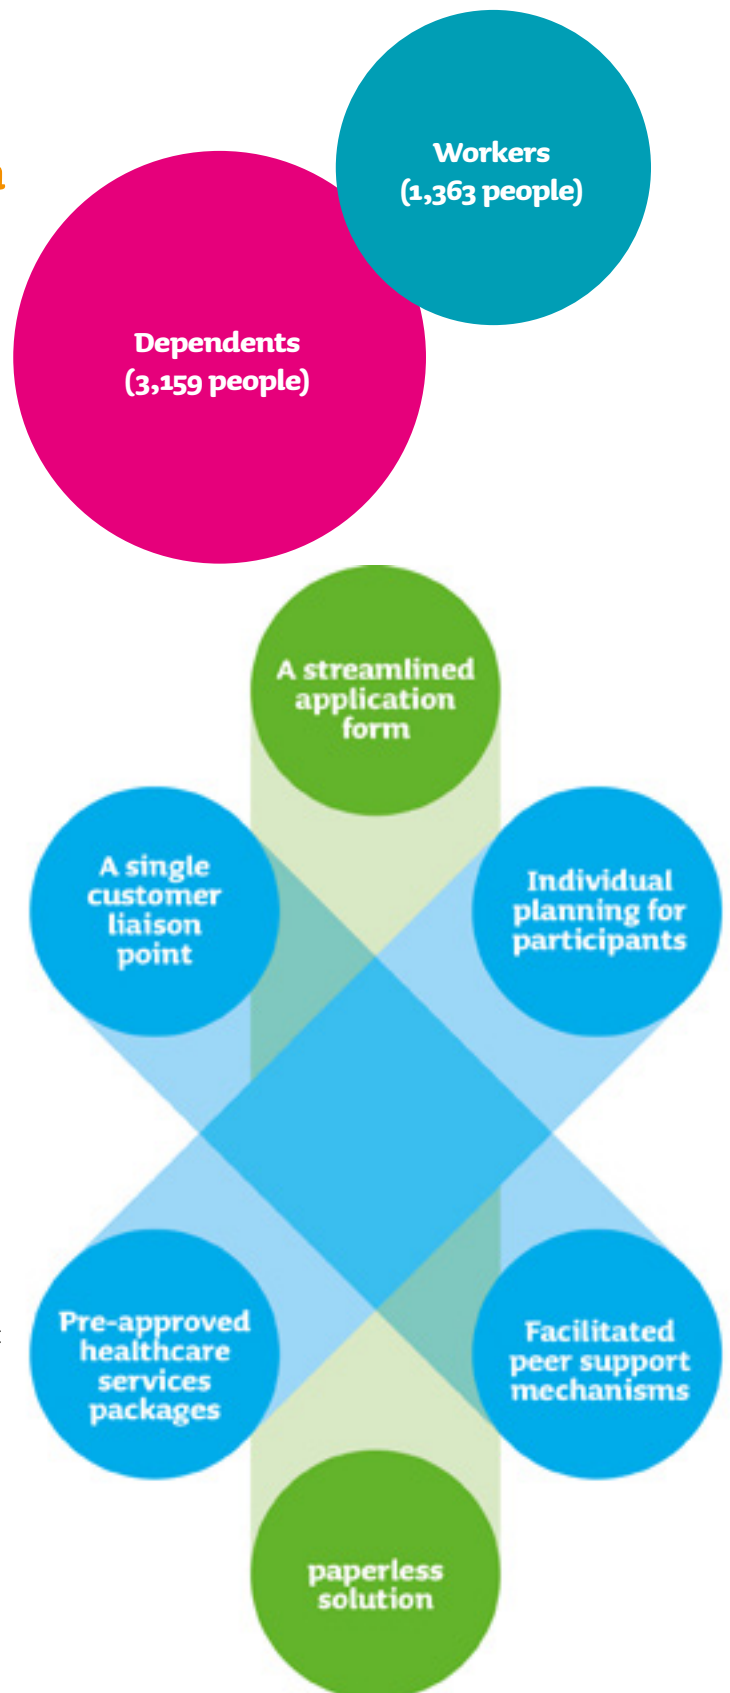 Workers
(1,363 people)
Dependents
(3,159 people)
A streamlined
application
form
A single
customer
liaison
point
Individual
planning for
participants
Pre-approved
healthcare
services
packages
Facilitated
peer support
mechanisms
paperless
solution